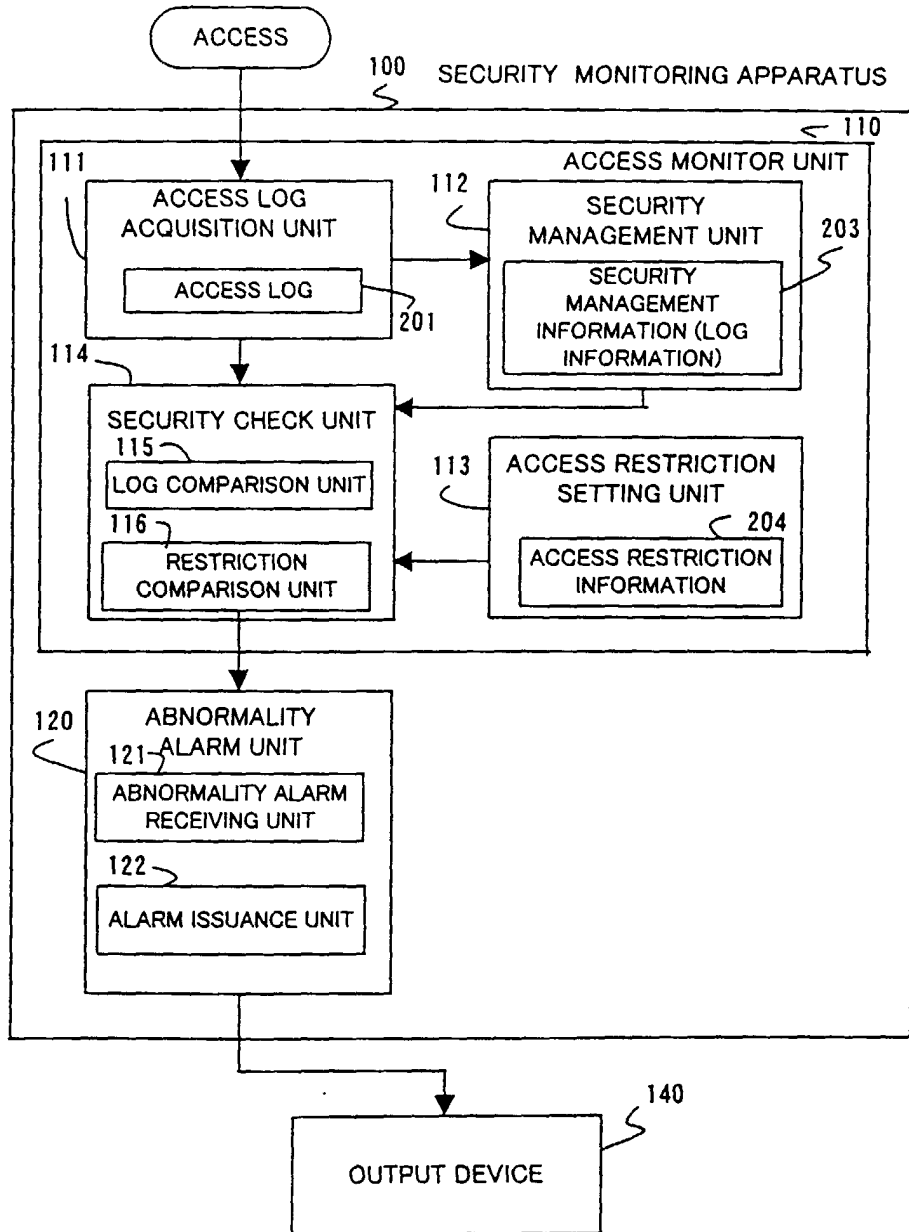 ACCESS
100
SECURITY MONITORING APPARATUS
110
ACCESS MONITOR UNIT
111
ACCESS LOG
ACQUISITION UNIT
ACCESS LOG
201
112
SECURITY
MANAGEMENT UNIT
203
SECURITY
MANAGEMENT
INFORMATION (LOG
INFORMATION)
114
SECURITY CHECK UNIT
115
LOG COMPARISON UNIT
116
RESTRICTION
COMPARISON UNIT
113
ACCESS RESTRICTION
SETTING UNIT
204
ACCESS RESTRICTION
INFORMATION
120
ABNORMALITY
ALARM UNIT
121
ABNORMALITY ALARM
RECEIVING UNIT
122
ALARM ISSUANCE UNIT
140
OUTPUT DEVICE